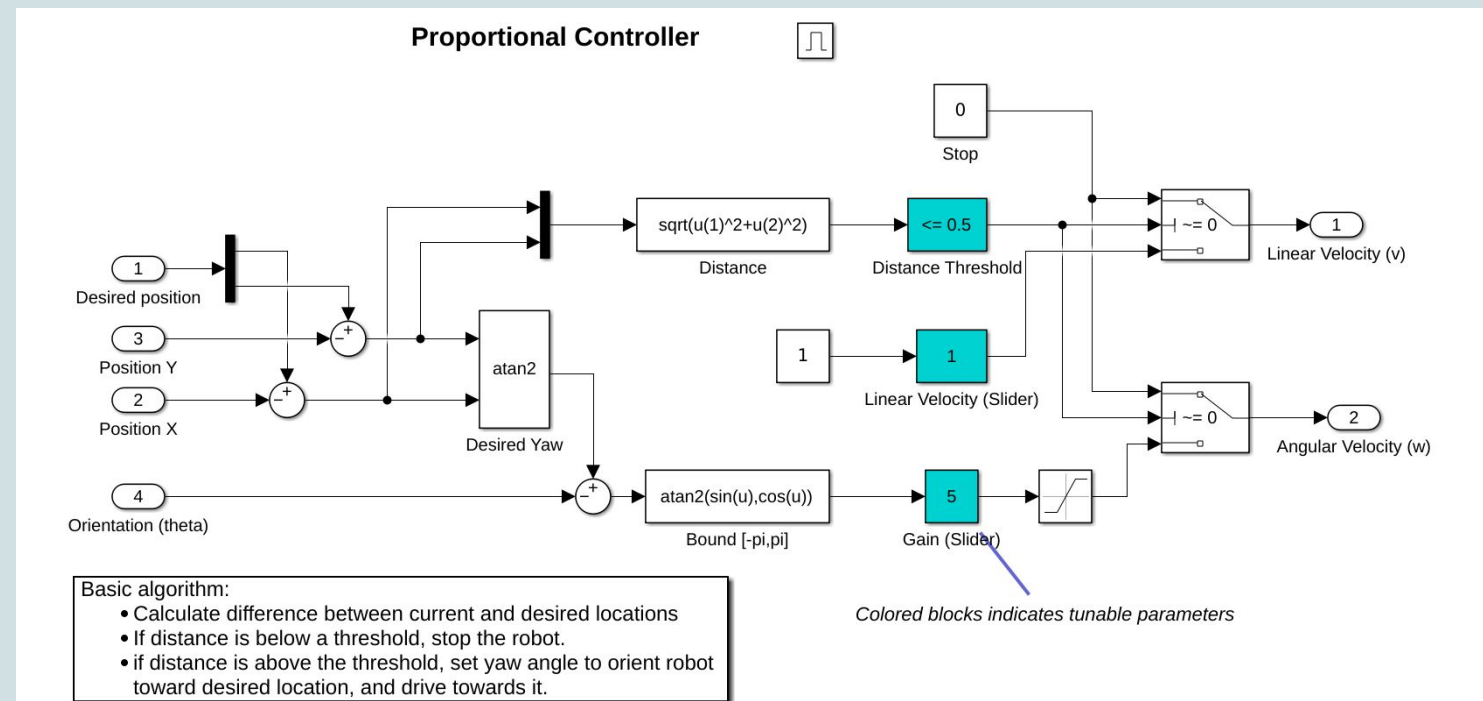 Proportional Controller
0
Stop
sqrt(u(1)^2+u(2)^2)
Distance
<= 0.5
Distance Threshold
~= 0
1
Linear Velocity (v)
1
Desired position
3
Position Y
2
Position X
+
−
+
−
atan2
Desired Yaw
1
1
Linear Velocity (Slider)
~= 0
2
Angular Velocity (w)
4
Orientation (theta)
+
−
atan2(sin(u),cos(u))
Bound [-pi,pi]
5
Gain (Slider)
Colored blocks indicates tunable parameters
Basic algorithm:
• Calculate difference between current and desired locations
• If distance is below a threshold, stop the robot.
• if distance is above the threshold, set yaw angle to orient robot
toward desired location, and drive towards it.